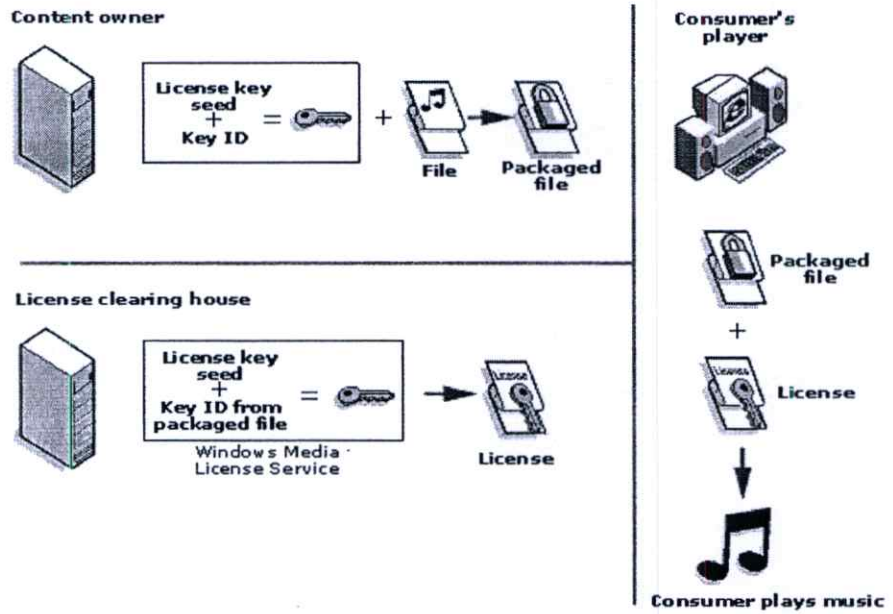 Content owner
License key
seed
+
Key ID
=
+
File
Packaged
file
License clearing house
License key
seed
+
Key ID from
packaged file
=
Windows Media
License Service
License
License
Consumer's
player
Packaged
file
+
License
License
Consumer plays music